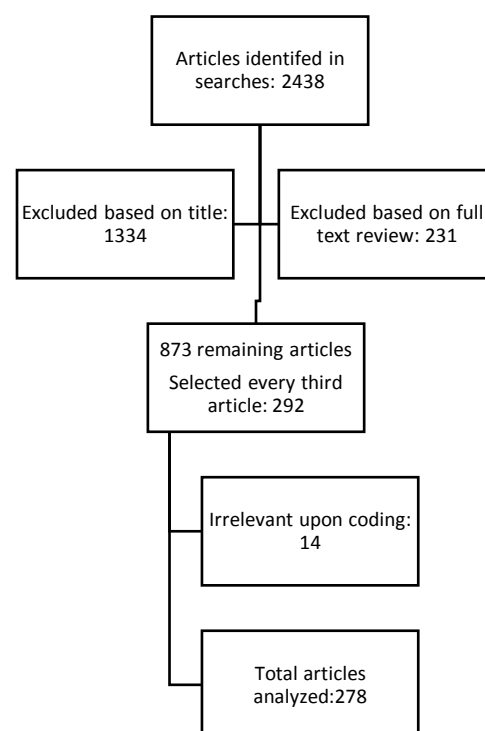 Articles identifed in
searches: 2438
Excluded based on title:
1334
Excluded based on full
text review: 231
873 remaining articles
Selected every third
article: 292
Irrelevant upon coding:
14
Total articles
analyzed:278